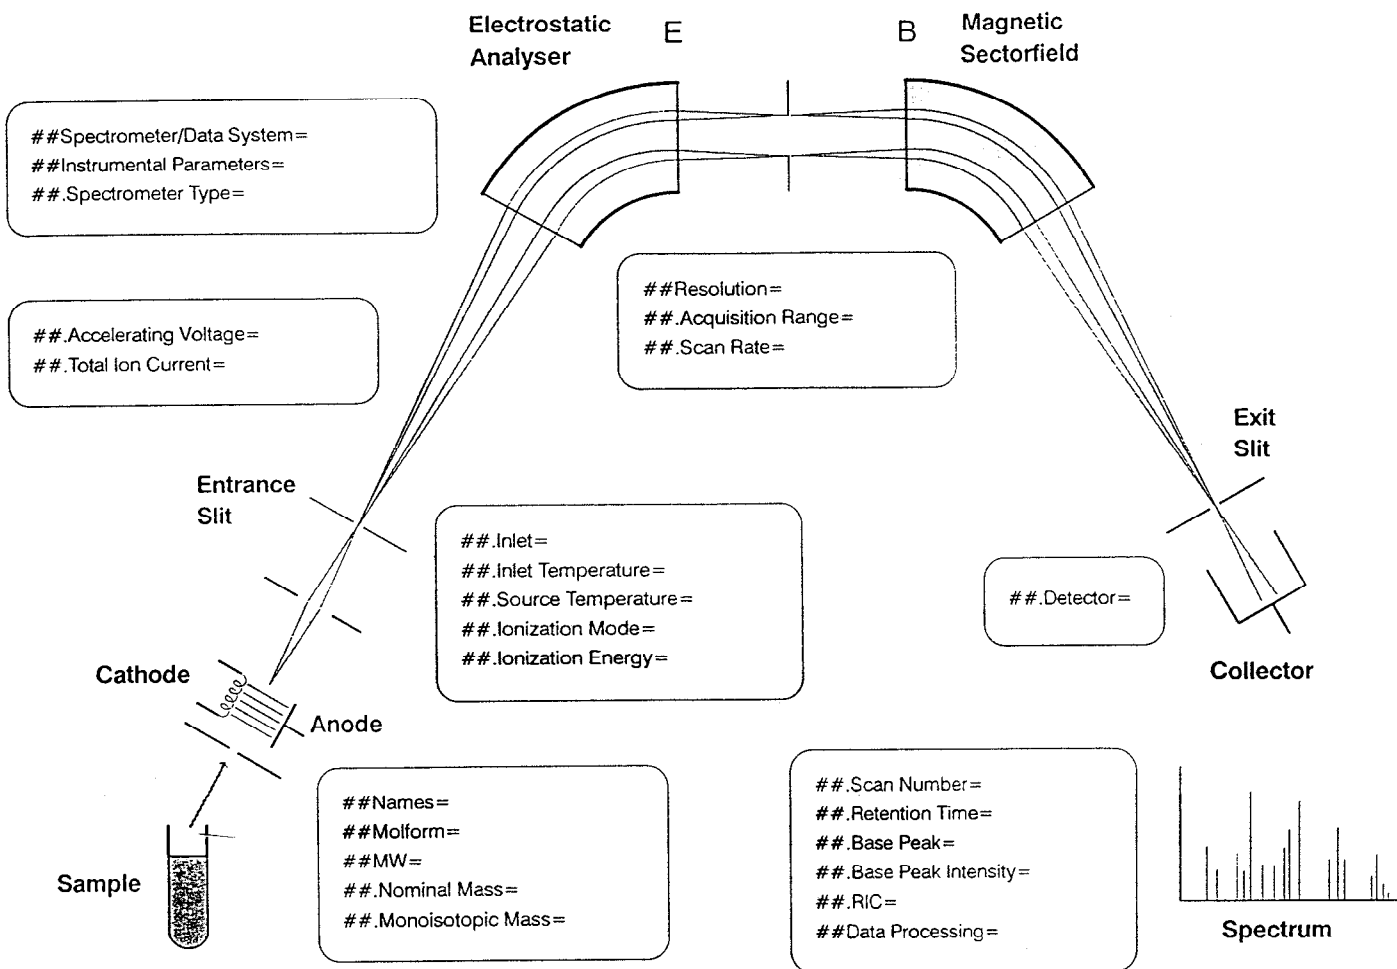 Electrostatic
Analyser
E
B
Magnetic
Sectorfield
##Spectrometer/Data System=
##Instrumental Parameters=
##.Spectrometer Type=
##Resolution=
##.Acquisition Range=
##.Scan Rate=
##.Accelerating Voltage=
##.Total Ion Current=
Exit
Slit
Entrance
Slit
##.Inlet=
##.Inlet Temperature=
##.Source Temperature=
##.Ionization Mode=
##.Ionization Energy=
##.Detector=
Collector
Cathode
Anode
##Names=
##Molform=
##MW=
##.Nominal Mass=
##.Monoisotopic Mass=
##.Scan Number=
##.Retention Time=
##.Base Peak=
##.Base Peak Intensity=
##.RIC=
##Data Processing=
Sample
Spectrum